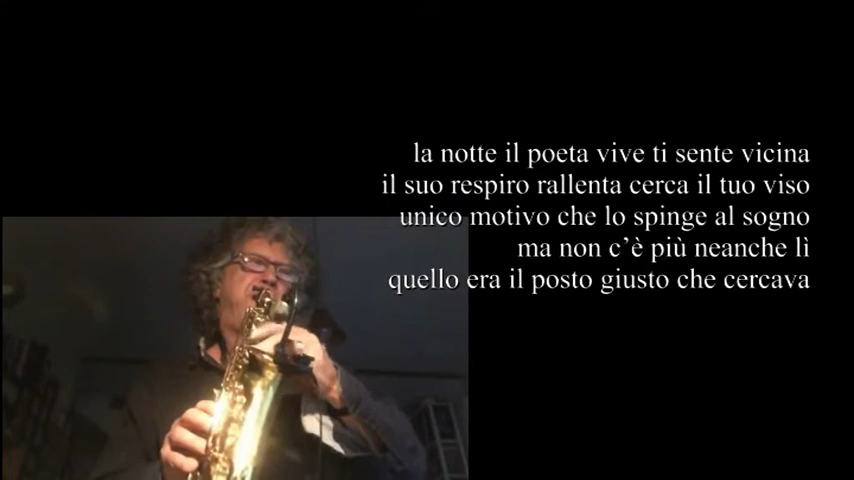 la notte il poeta vive ti sente vicina
il suo respiro rallenta cerca il tuo viso
unico motivo che lo spinge al sogno
ma non c’è più neanche lì
quello era il posto giusto che cercava